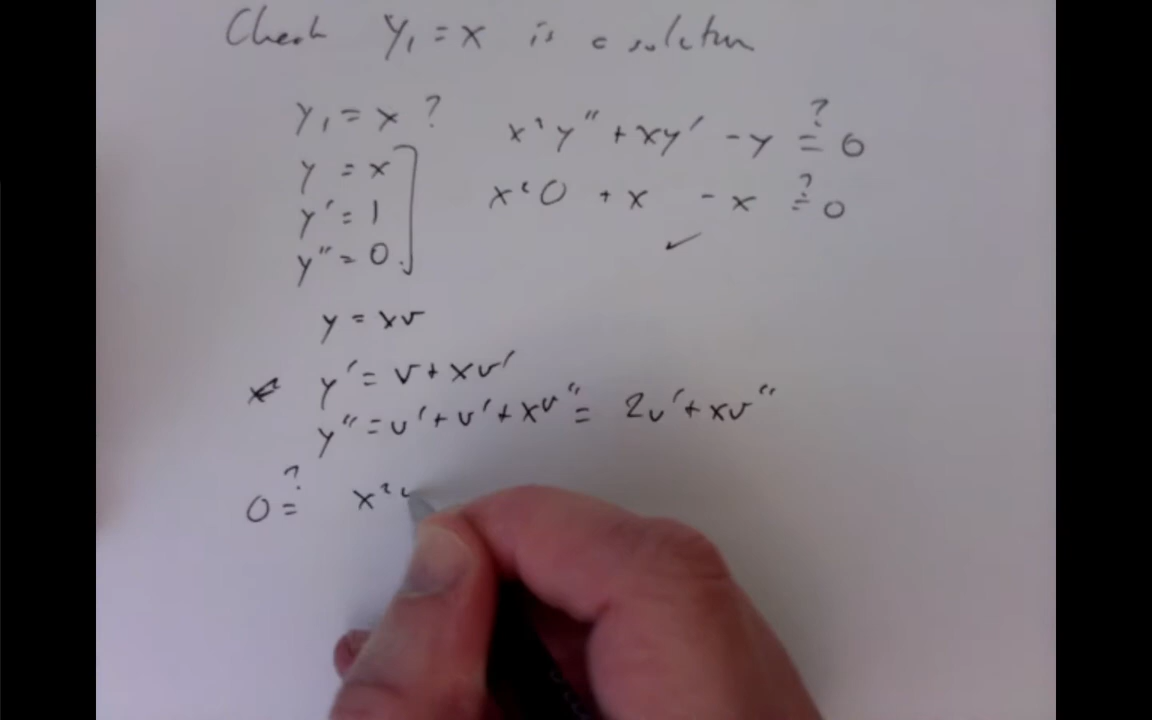 Check y₁ = x is a solution
y₁ = x ?
x²y" + xy' - y ?= 0
y = x
x²0 + x - x ?= 0
y' = 1
✓
y" = 0.
y = xv
y' = v + xv'
y" = v' + v' + xv" = 2v' + xv"
0 ?= x²